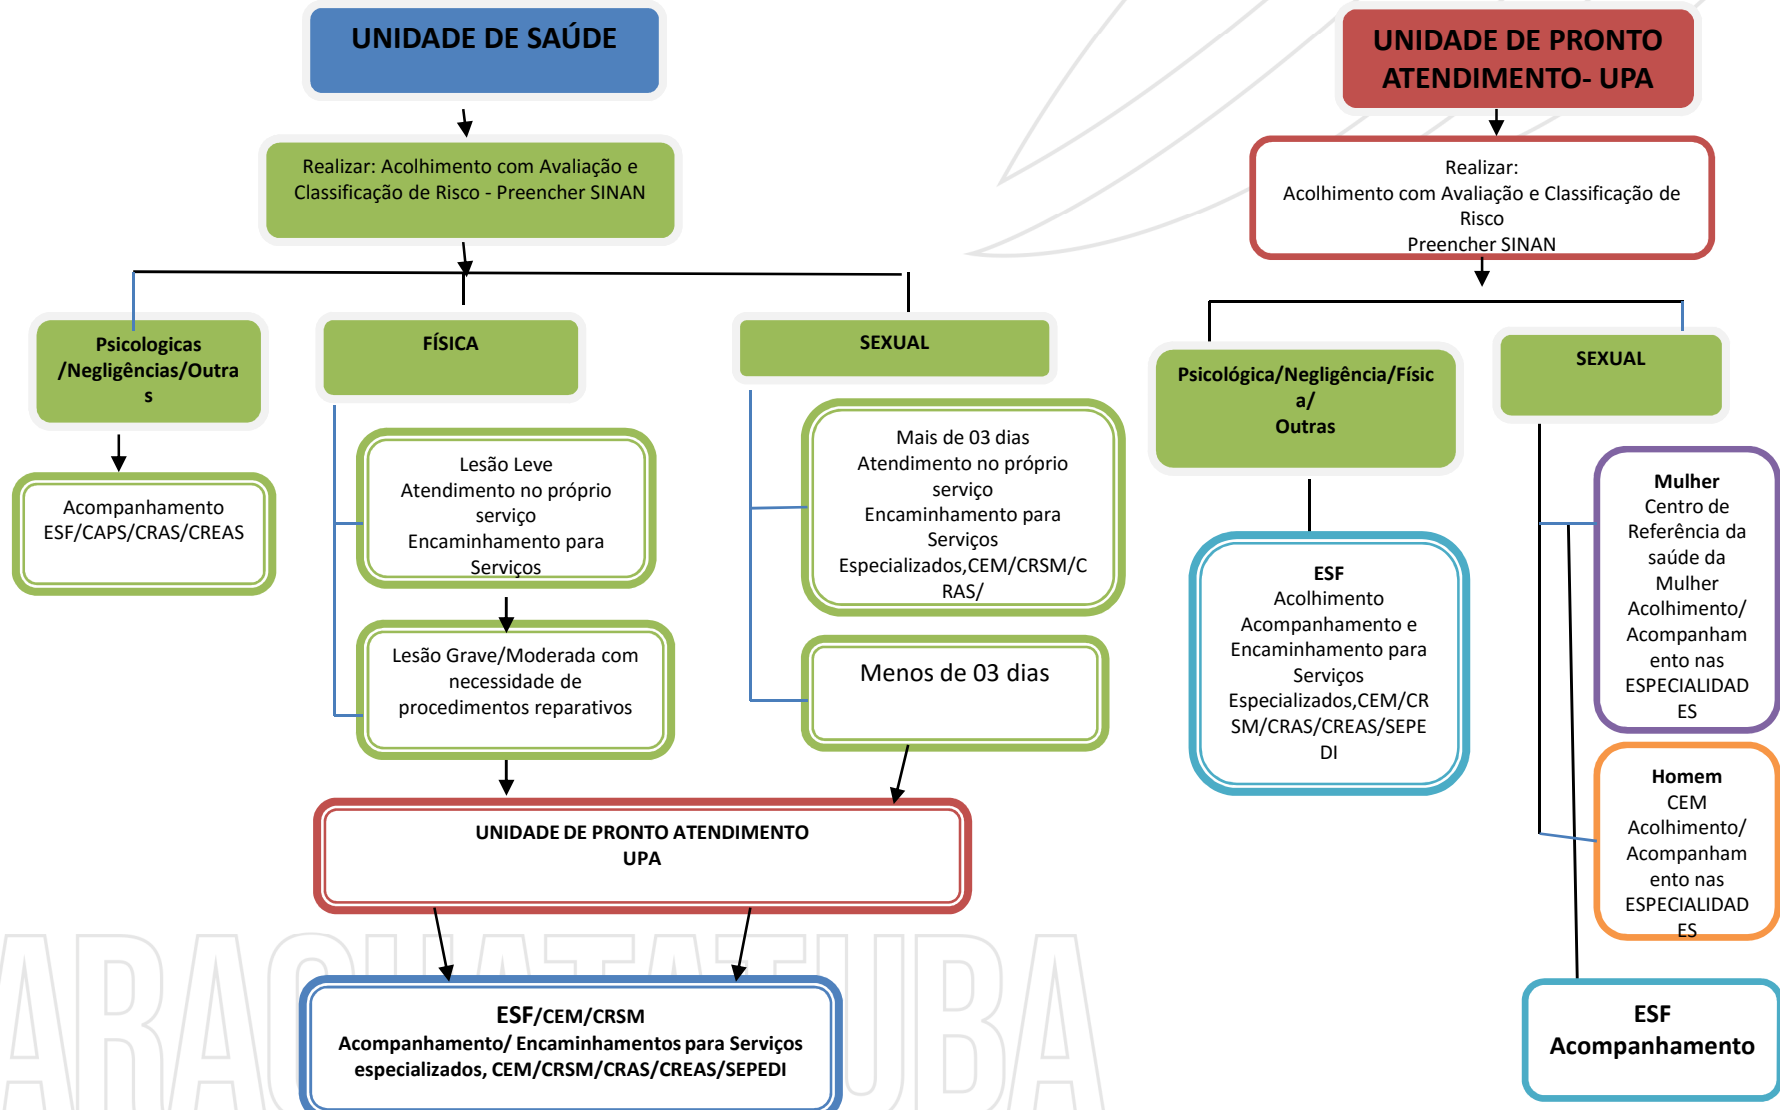 UNIDADE DE SAÚDE
Realizar: Acolhimento com Avaliação e
Classificação de Risco - Preencher SINAN
Psicologicas
/Negligências/Outra
s
Acompanhamento
ESF/CAPS/CRAS/CREAS
FÍSICA
Lesão Leve
Atendimento no próprio
serviço
Encaminhamento para
Serviços
Lesão Grave/Moderada com
necessidade de
procedimentos reparativos
SEXUAL
Mais de 03 dias
Atendimento no próprio
serviço
Encaminhamento para
Serviços
Especializados,CEM/CRSM/C
RAS/
Menos de 03 dias
UNIDADE DE PRONTO ATENDIMENTO
UPA
ESF/CEM/CRSM
Acompanhamento/ Encaminhamentos para Serviços
especializados, CEM/CRSM/CRAS/CREAS/SEPEDI
UNIDADE DE PRONTO
ATENDIMENTO- UPA
Realizar:
Acolhimento com Avaliação e Classificação de
Risco
Preencher SINAN
Psicológica/Negligência/Físic
a/
Outras
ESF
Acolhimento
Acompanhamento e
Encaminhamento para
Serviços
Especializados,CEM/CR
SM/CRAS/CREAS/SEPE
DI
SEXUAL
Mulher
Centro de
Referência da
saúde da
Mulher
Acolhimento/
Acompanham
ento nas
ESPECIALIDAD
ES
Homem
CEM
Acolhimento/
Acompanham
ento nas
ESPECIALIDAD
ES
ESF
Acompanhamento
ARAGUATATUBA